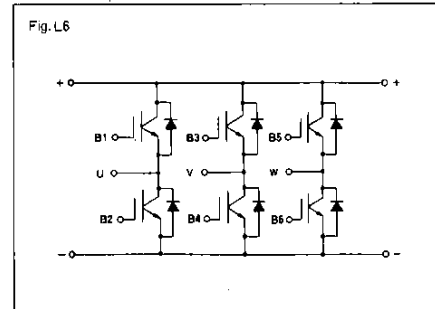 Fig. L6
+ +
B1 B3 B5
U V W
B2 B4 B6
− −